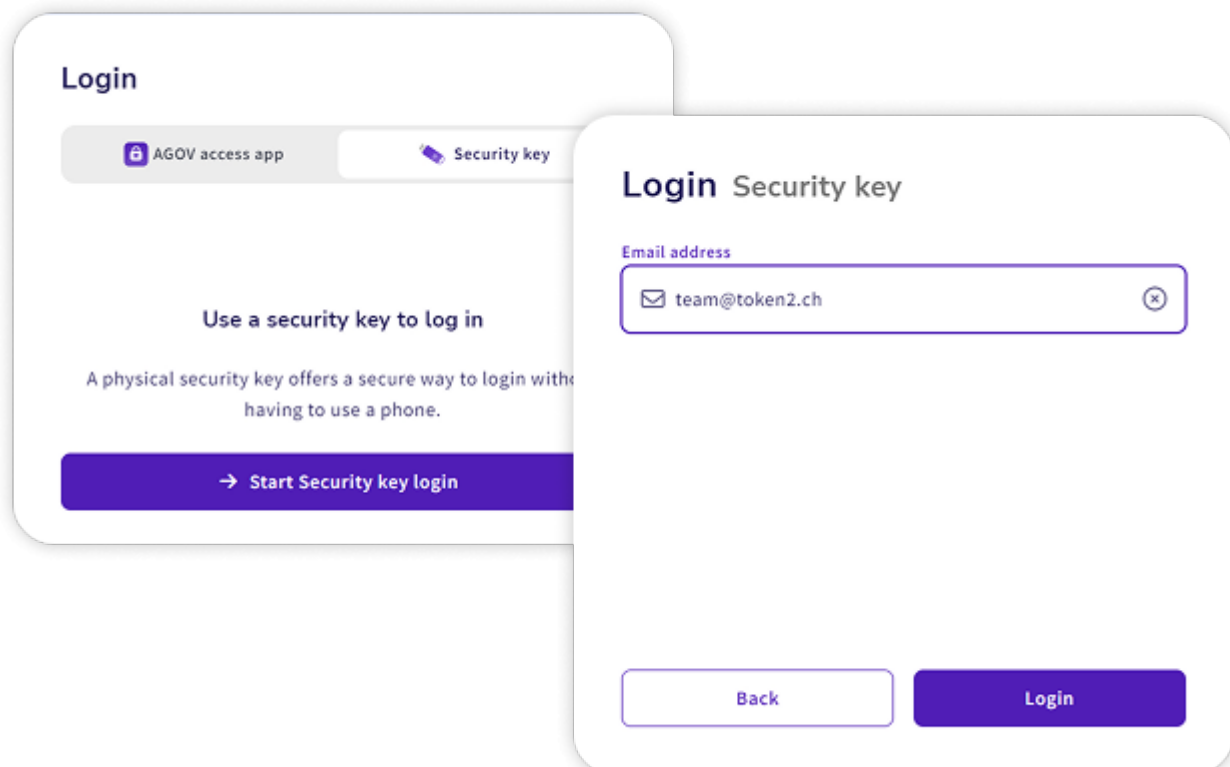 Login
AGOV access app
Security key
Use a security key to log in
A physical security key offers a secure way to login
having to use a phone.
Start Security key login
Login Security key
Email address
team@token2.ch
Back
Login